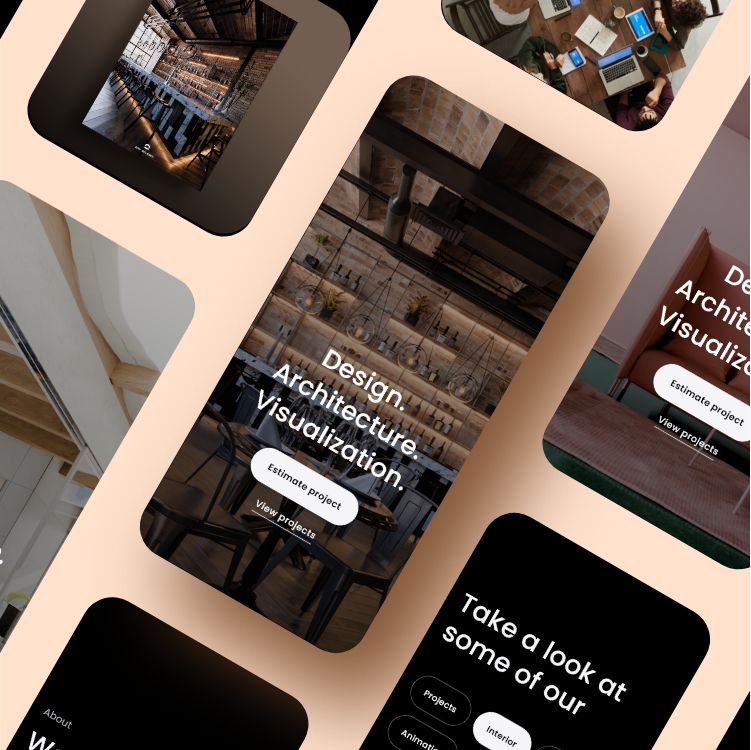 Design.
Architecture.
Visualization.
Estimate project
View projects
De
Archite
Visualiza
Estimate project
View projects
Take a look at
some of our
Projects
Interior
Animatio
About